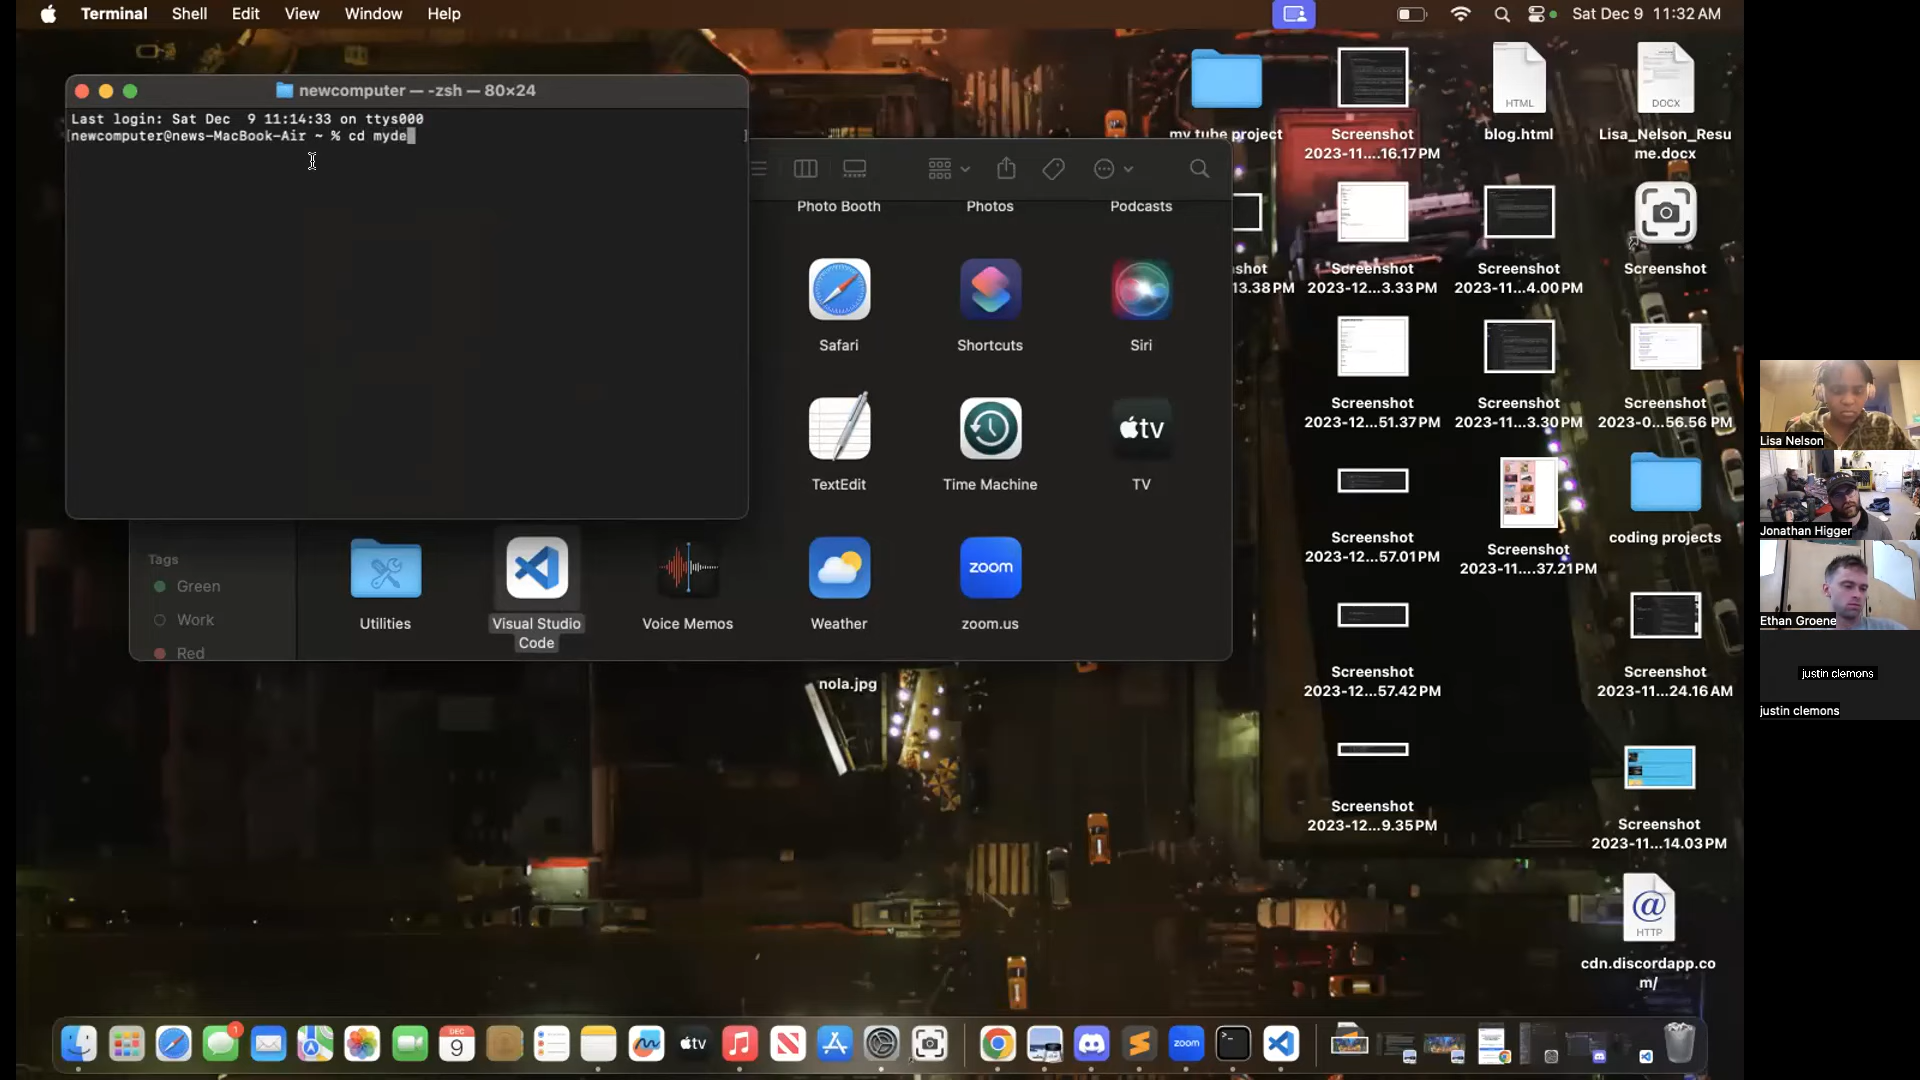 Terminal Shell Edit View Window Help
Sat Dec 9 11:32 AM
newcomputer — -zsh — 80×24
Last login: Sat Dec 9 11:14:33 on ttys000
newcomputer@news-MacBook-Air ~ % cd myde
my tube project
Screenshot
2023-11....16.17 PM
blog.html
HTML
Lisa_Nelson_Resu
me.docx
DOCX
Photo Booth
Photos
Podcasts
13.38 PM
Screenshot
2023-12...3.33 PM
Screenshot
2023-11...4.00 PM
Screenshot
Safari
Shortcuts
Siri
Screenshot
2023-12...51.37 PM
Screenshot
2023-11...3.30 PM
Screenshot
2023-0...56.56 PM
TextEdit
Time Machine
tv
TV
Screenshot
2023-12...57.01 PM
Screenshot
2023-11....37.21 PM
coding projects
Tags
Green
Work
Red
Utilities
Visual Studio
Code
Voice Memos
Weather
zoom
zoom.us
nola.jpg
Screenshot
2023-12...57.42 PM
Screenshot
2023-11...24.16 AM
Screenshot
2023-12...9.35 PM
Screenshot
2023-11...14.03 PM
@
HTTP
cdn.discordapp.co
m/
Lisa Nelson
Jonathan Higger
Ethan Groene
justin clemons
justin clemons
1
DEC
9
tv
zoom